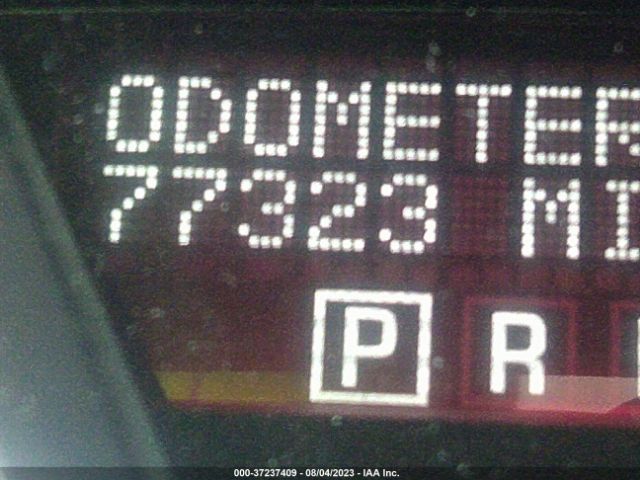 ODOMETER
77323 MI
P R
000-37237409 - 08/04/2023 - IAA Inc.